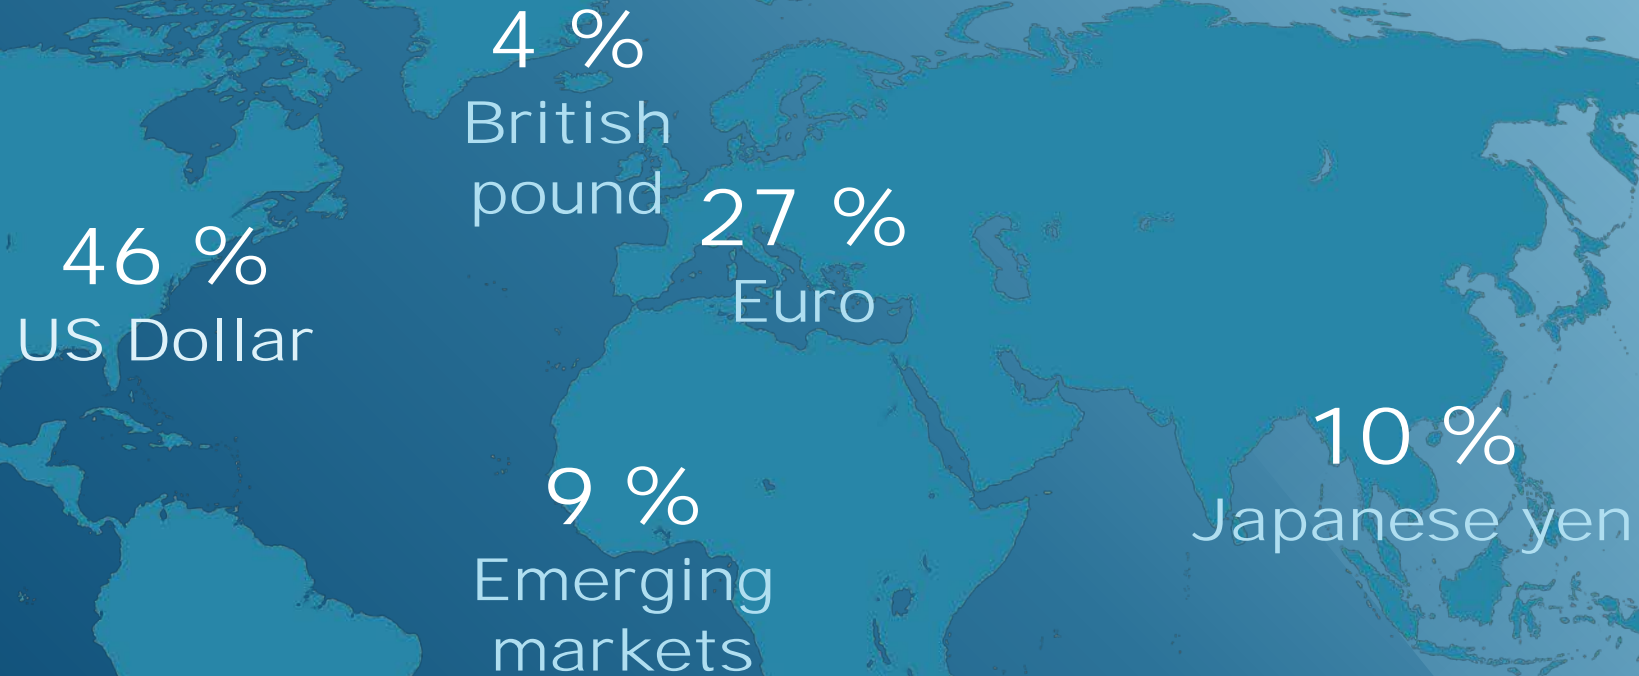 4 %
British
pound
27 %
Euro
46 %
US Dollar
10 %
Japanese yen
9 %
Emerging
markets